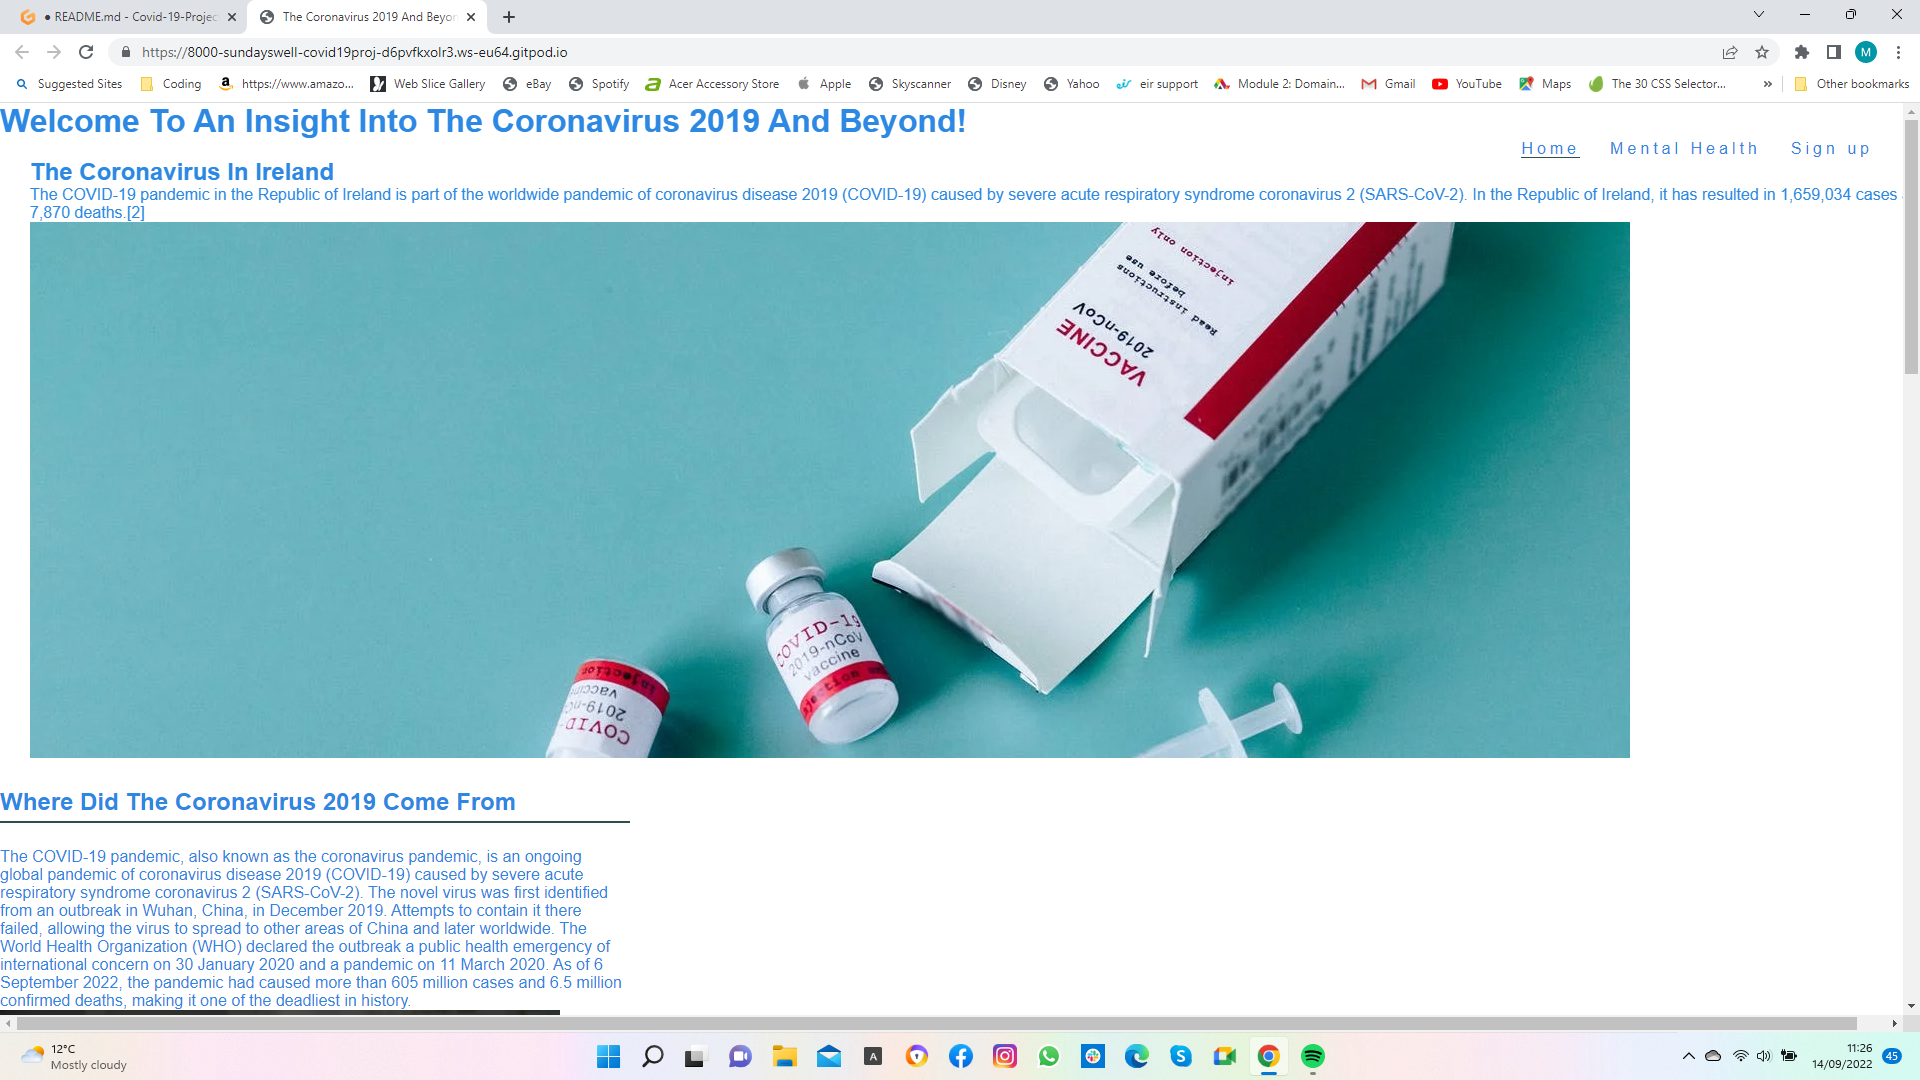 README.md - Covid-19-Projec
The Coronavirus 2019 And Beyon
https://8000-sundayswell-covid19proj-d6pvfkxolr3.ws-eu64.gitpod.io
M
Suggested Sites
Coding
https://www.amazo...
Web Slice Gallery
eBay
Spotify
Acer Accessory Store
Apple
Skyscanner
Disney
Yahoo
eir support
Module 2: Domain...
Gmail
YouTube
Maps
The 30 CSS Selector...
»
Other bookmarks
Welcome To An Insight Into The Coronavirus 2019 And Beyond!
Home
Mental Health
Sign up
The Coronavirus In Ireland
The COVID-19 pandemic in the Republic of Ireland is part of the worldwide pandemic of coronavirus disease 2019 (COVID-19) caused by severe acute respiratory syndrome coronavirus 2 (SARS-CoV-2). In the Republic of Ireland, it has resulted in 1,659,034 cases
7,870 deaths.[2]
injection only
Read instructions
before use
2019-nCoV
VACCINE
COVID-19
2019-nCoV
vaccine
injection
vaccine
2019-nC
COVID-
Where Did The Coronavirus 2019 Come From
The COVID-19 pandemic, also known as the coronavirus pandemic, is an ongoing
global pandemic of coronavirus disease 2019 (COVID-19) caused by severe acute
respiratory syndrome coronavirus 2 (SARS-CoV-2). The novel virus was first identified
from an outbreak in Wuhan, China, in December 2019. Attempts to contain it there
failed, allowing the virus to spread to other areas of China and later worldwide. The
World Health Organization (WHO) declared the outbreak a public health emergency of
international concern on 30 January 2020 and a pandemic on 11 March 2020. As of 6
September 2022, the pandemic had caused more than 605 million cases and 6.5 million
confirmed deaths, making it one of the deadliest in history.
12°C
Mostly cloudy
A
11:26
14/09/2022
45